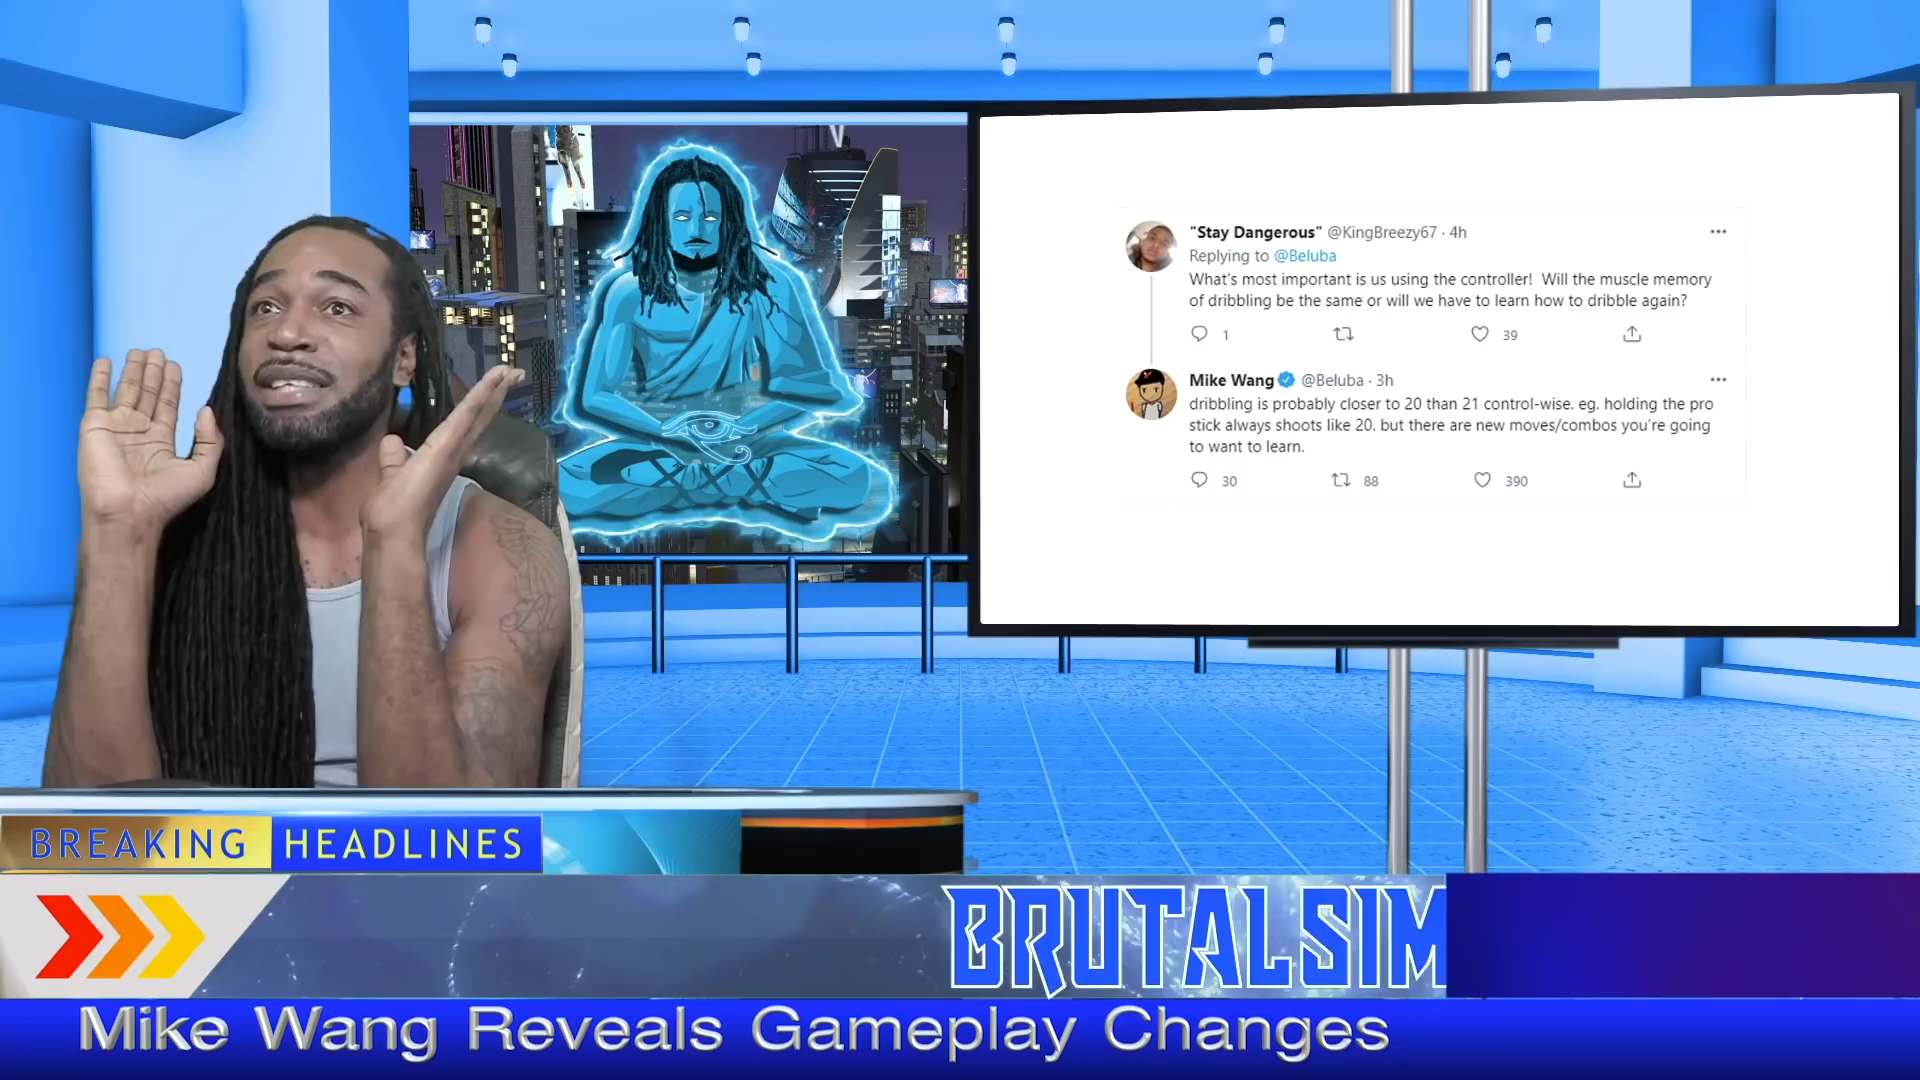 "Stay Dangerous" @KingBreezy67 · 4h
Replying to @Beluba
What's most important is us using the controller! Will the muscle memory
of dribbling be the same or will we have to learn how to dribble again?
1 39
Mike Wang @Beluba · 3h
dribbling is probably closer to 20 than 21 control-wise. eg. holding the pro
stick always shoots like 20. but there are new moves/combos you're going
to want to learn.
30 88 390
BREAKING HEADLINES
BRUTALSIM
Mike Wang Reveals Gameplay Changes